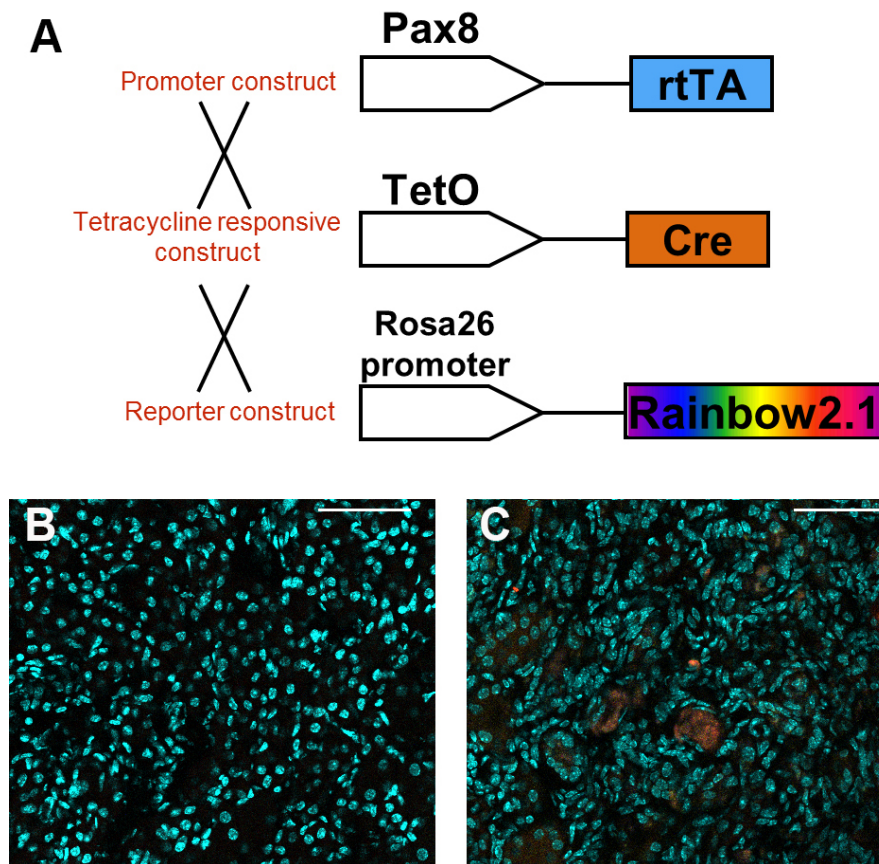 A
Pax8
Promoter construct
rtTA
TetO
Tetracycline responsive
construct
Cre
Rosa26
promoter
Reporter construct
Rainbow2.1
B
C